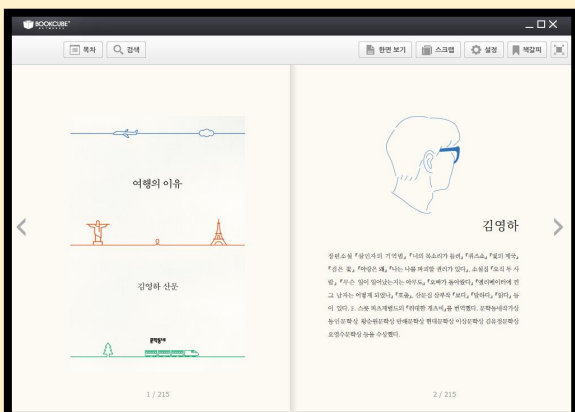 BOOKCUBE
NETWORKS
목차
검색
한면 보기
스크랩
설정
책갈피
여행의 이유
김영하 산문
문학동네
1 / 215
김영하
장편소설 『살인자의 기억법』 『너의 목소리가 들려』 『퀴즈쇼』 『빛의 제국』
『검은 꽃』 『아랑은 왜』 『나는 나를 파괴할 권리가 있다』, 소설집 『오직 두 사
람』 『무슨 일이 일어났는지는 아무도』 『오빠가 돌아왔다』 『엘리베이터에 낀
그 남자는 어떻게 되었나』 『호출』, 산문집 삼부작 『보다』 『말하다』 『읽다』 등
이 있다. F. 스콧 피츠제럴드의 『위대한 개츠비』를 번역했다. 문학동네작가상
동인문학상 황순원문학상 만해문학상 현대문학상 이상문학상 김유정문학상
오영수문학상 등을 수상했다.
2 / 215